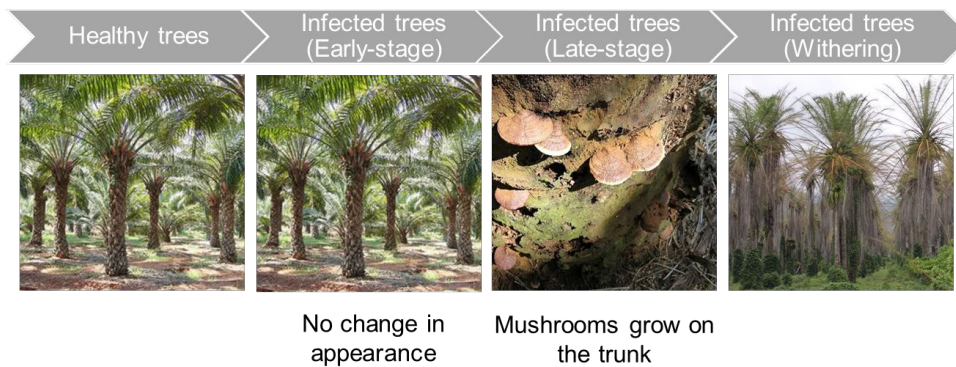 Healthy trees
Infected trees
(Early-stage)
Infected trees
(Late-stage)
Infected trees
(Withering)
No change in
appearance
Mushrooms grow on
the trunk